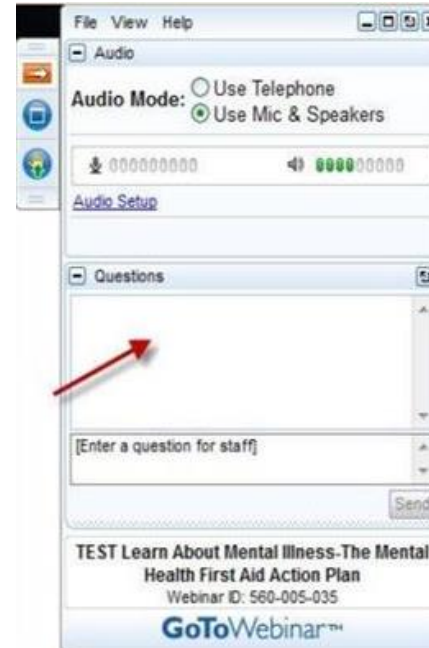 File View Help
Audio
Audio Mode: Use Telephone
Use Mic & Speakers
Audio Setup
Questions
[Enter a question for staff]
Send
TEST Learn About Mental Illness-The Mental
Health First Aid Action Plan
Webinar ID: 560-005-035
GoToWebinar™